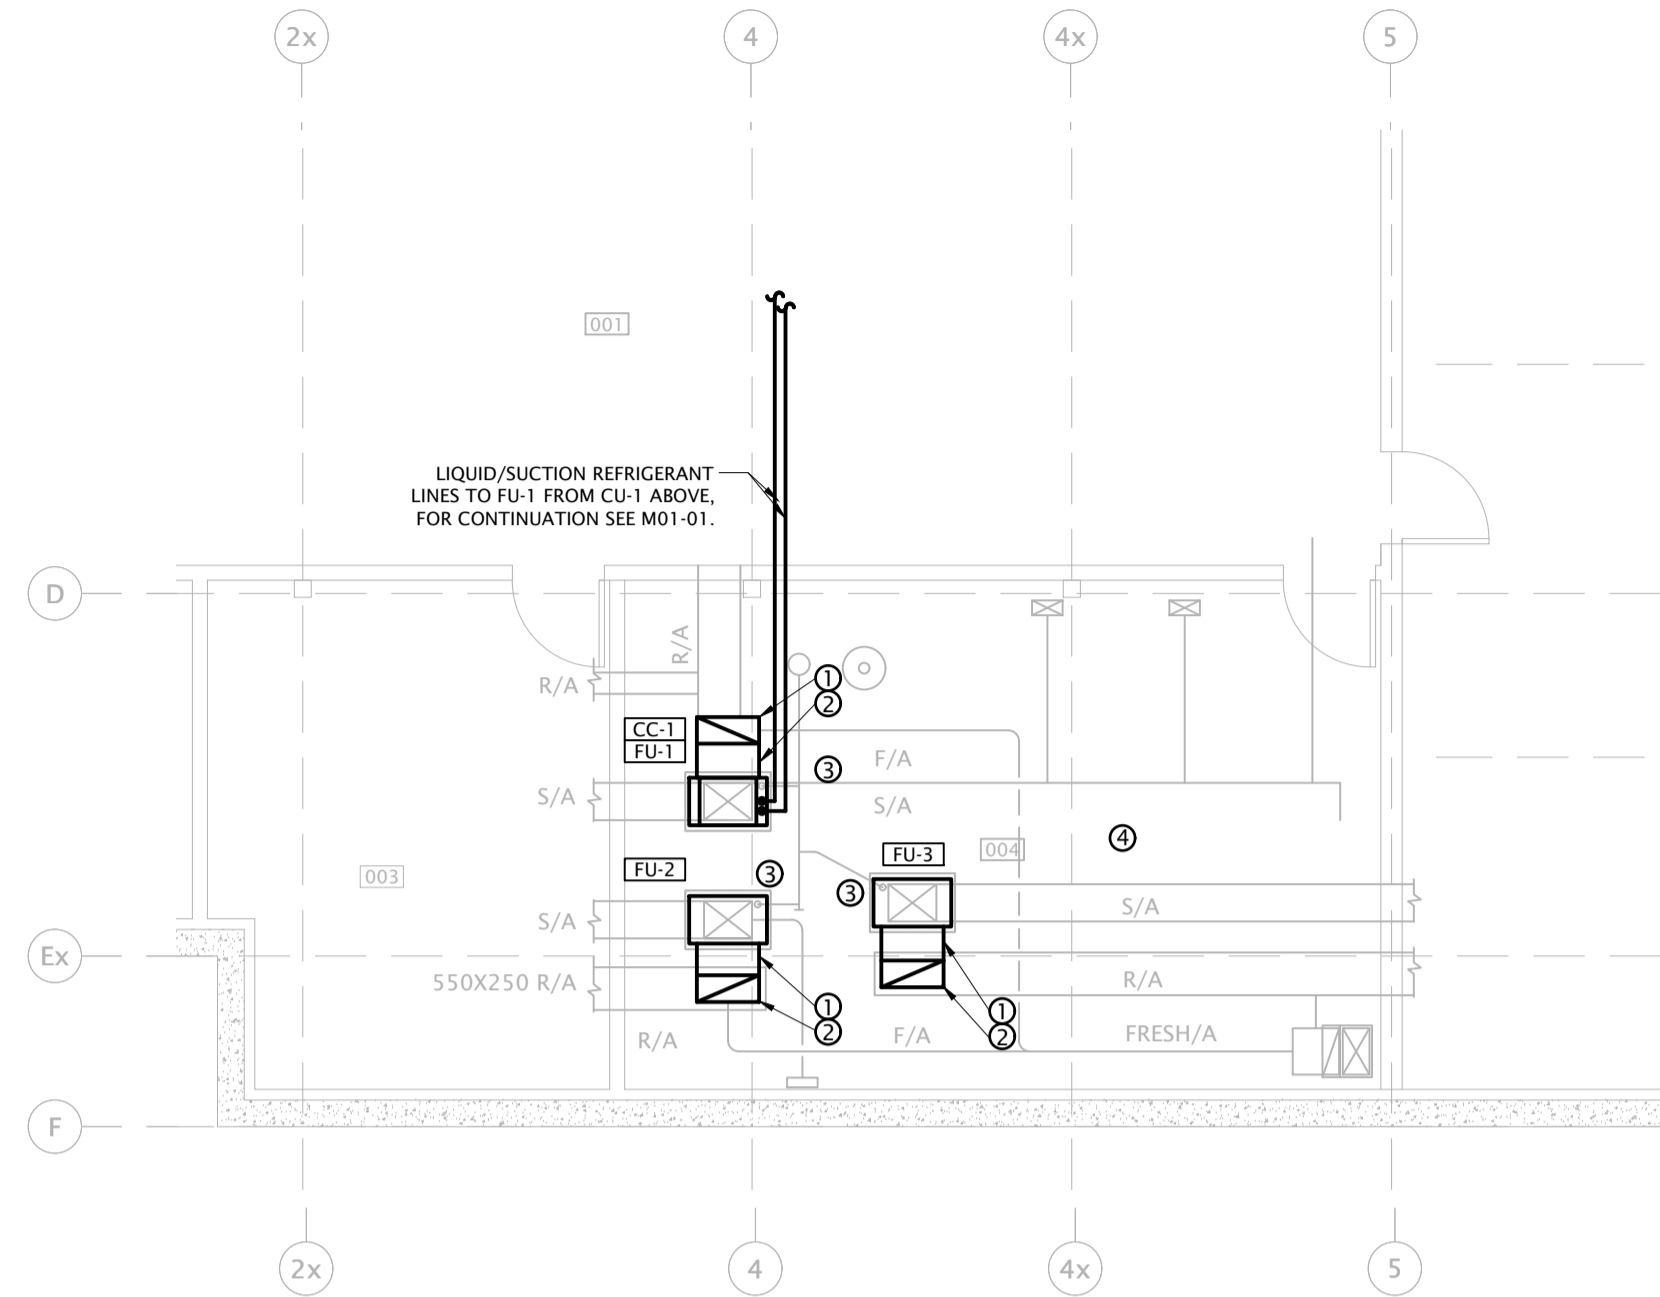 2x
4
4x
5
001
LIQUID/SUCTION REFRIGERANT
LINES TO FU-1 FROM CU-1 ABOVE,
FOR CONTINUATION SEE M01-01.
D
R/A
R/A
1
2
CC-1
FU-1
F/A
3
S/A
S/A
4
FU-3
004
FU-2
3
003
3
S/A
S/A
Ex
550X250 R/A
R/A
1
2
1
2
R/A
F/A
FRESH/A
F
2x
4
4x
5